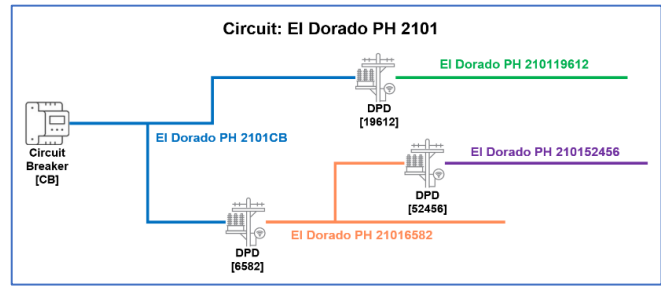 Circuit: El Dorado PH 2101
El Dorado PH 210119612
DPD
[19612]
El Dorado PH 2101CB
Circuit
Breaker
[CB]
El Dorado PH 210152456
DPD
[52456]
El Dorado PH 21016582
DPD
[6582]